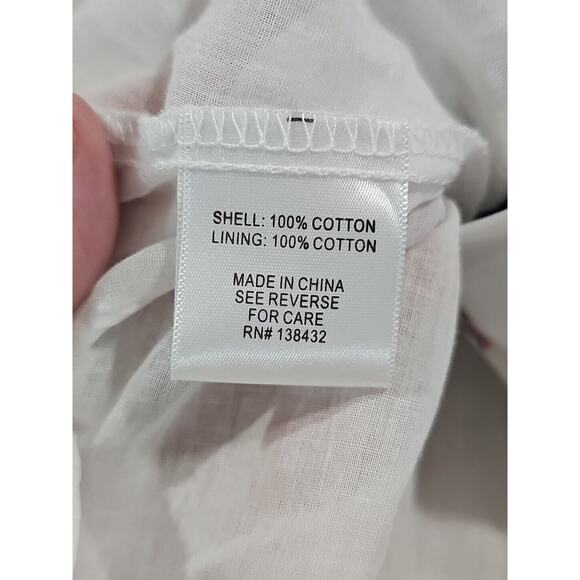 SHELL: 100% COTTON
LINING: 100% COTTON
MADE IN CHINA
SEE REVERSE
FOR CARE
RN# 138432